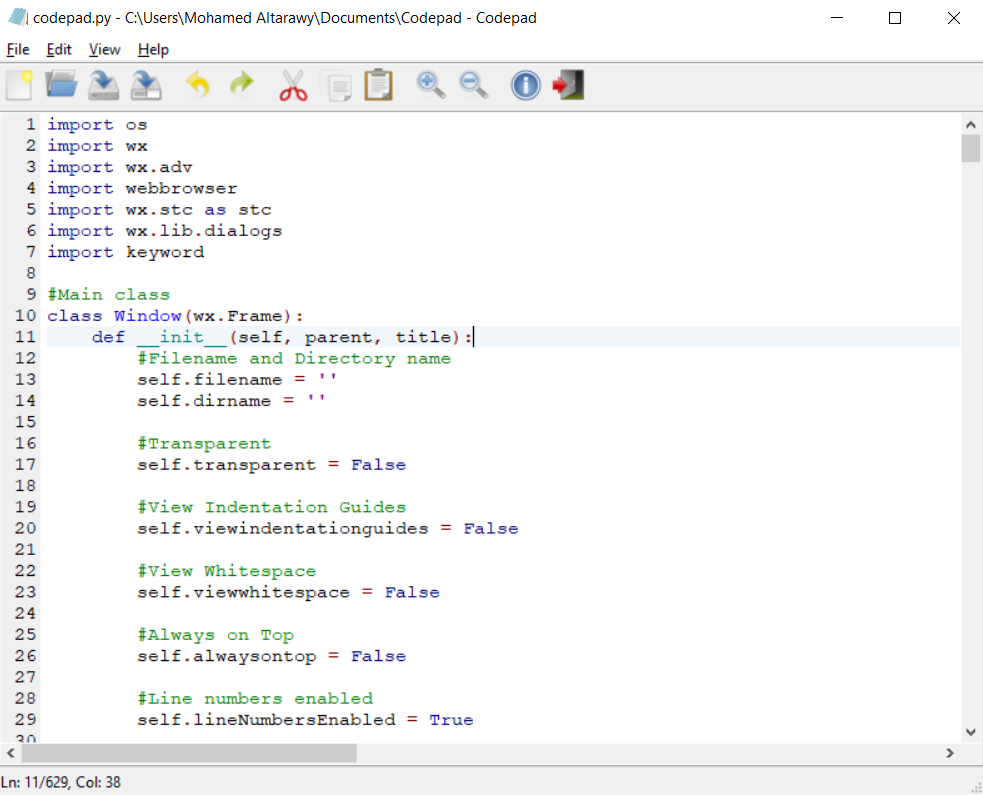 codepad.py - C:\Users\Mohamed Altarawy\Documents\Codepad - Codepad
File Edit View Help
1 import os
2 import wx
3 import wx.adv
4 import webbrowser
5 import wx.stc as stc
6 import wx.lib.dialogs
7 import keyword
8
9 #Main class
10 class Window(wx.Frame):
11     def __init__(self, parent, title):
12         #Filename and Directory name
13         self.filename = ''
14         self.dirname = ''
15
16         #Transparent
17         self.transparent = False
18
19         #View Indentation Guides
20         self.viewindentationguides = False
21
22         #View Whitespace
23         self.viewwhitespace = False
24
25         #Always on Top
26         self.alwaysontop = False
27
28         #Line numbers enabled
29         self.lineNumbersEnabled = True
30
Ln: 11/629, Col: 38